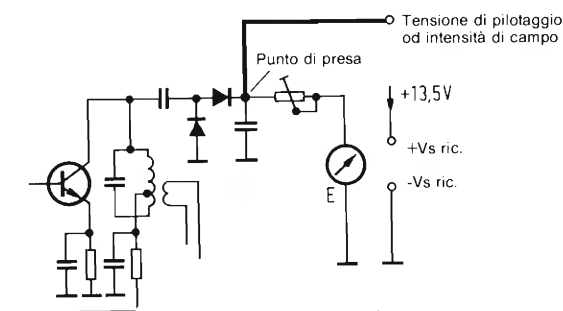 Tensione di pilotaggio
od intensità di campo
Punto di presa
+13,5V
+Vs ric.
E
-Vs ric.